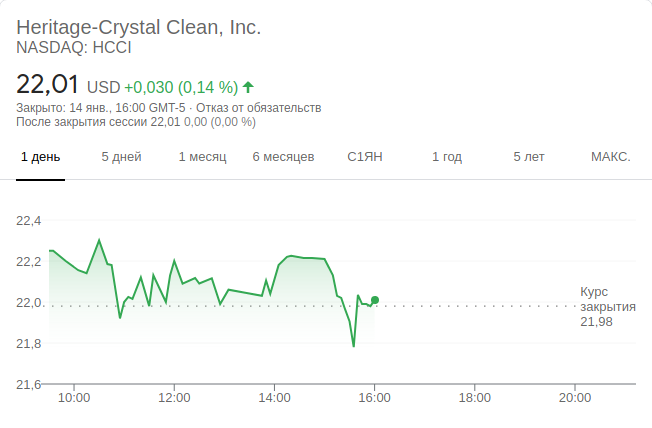 Heritage-Crystal Clean, Inc.
NASDAQ: HCCI
22,01 USD +0,030 (0,14 %)
Закрыто: 14 янв., 16:00 GMT-5 · Отказ от обязательств
После закрытия сессии 22,01 0,00 (0,00 %)
1 день 5 дней 1 месяц 6 месяцев С1ЯН 1 год 5 лет МАКС.
22,4
22,2
22,0
Курс
закрытия
21,98
21,8
21,6
10:00 12:00 14:00 16:00 18:00 20:00